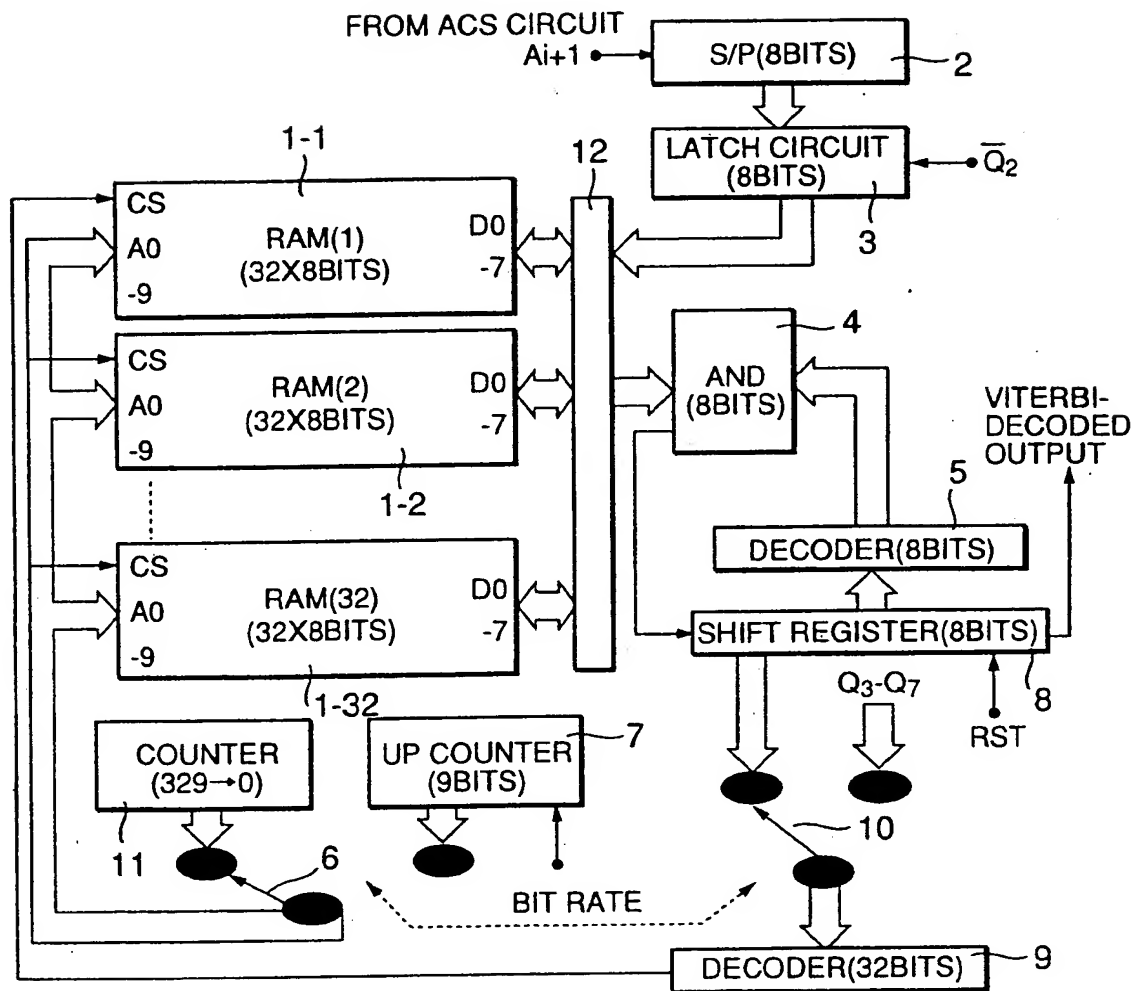 FROM ACS CIRCUIT
Ai+1
S/P(8BITS)
2
LATCH CIRCUIT
(8BITS)
Q̅2
3
1-1
12
CS
A0
-9
RAM(1)
(32X8BITS)
D0
-7
CS
A0
-9
RAM(2)
(32X8BITS)
D0
-7
1-2
4
AND
(8BITS)
VITERBI-
DECODED
OUTPUT
5
DECODER(8BITS)
CS
A0
-9
RAM(32)
(32X8BITS)
D0
-7
1-32
SHIFT REGISTER(8BITS)
8
Q3-Q7
RST
COUNTER
(329→0)
11
UP COUNTER
(9BITS)
7
6
10
BIT RATE
DECODER(32BITS)
9